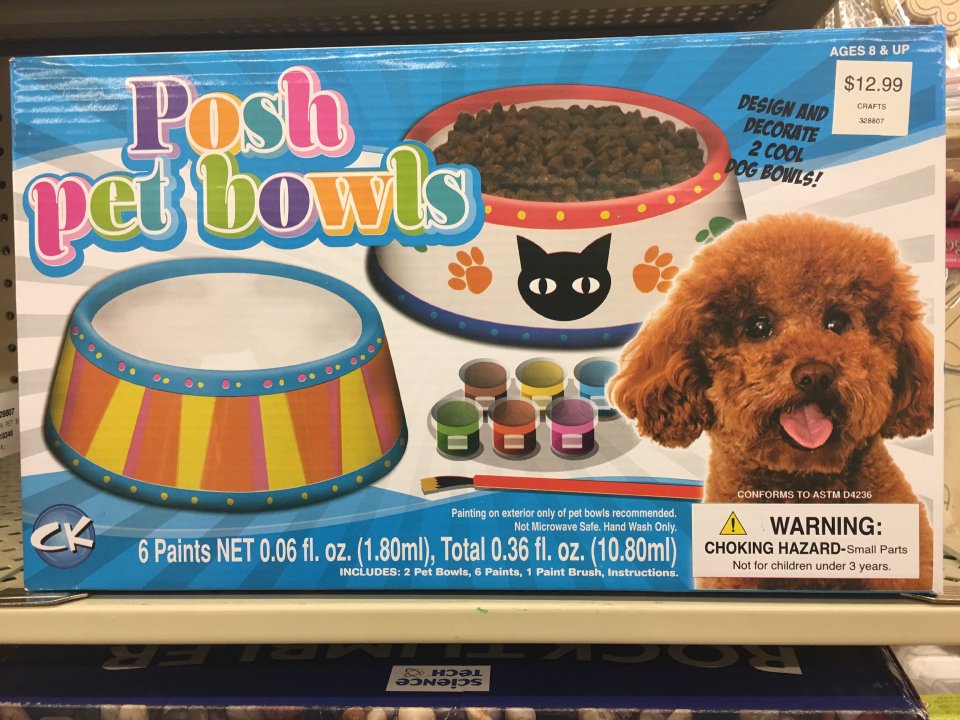 AGES 8 & UP
$12.99
CRAFTS
326607
Posh
pet bowls
DESIGN AND
DECORATE
2 COOL
DOG BOWLS!
CONFORMS TO ASTM D4236
WARNING:
CHOKING HAZARD-Small Parts
Not for children under 3 years.
Painting on exterior only of pet bowls recommended.
Not Microwave Safe. Hand Wash Only.
CK
6 Paints NET 0.06 fl. oz. (1.80ml), Total 0.36 fl. oz. (10.80ml)
INCLUDES: 2 Pet Bowls, 6 Paints, 1 Paint Brush, Instructions.
ROCK TUMBLER
SCIENCE
TECH